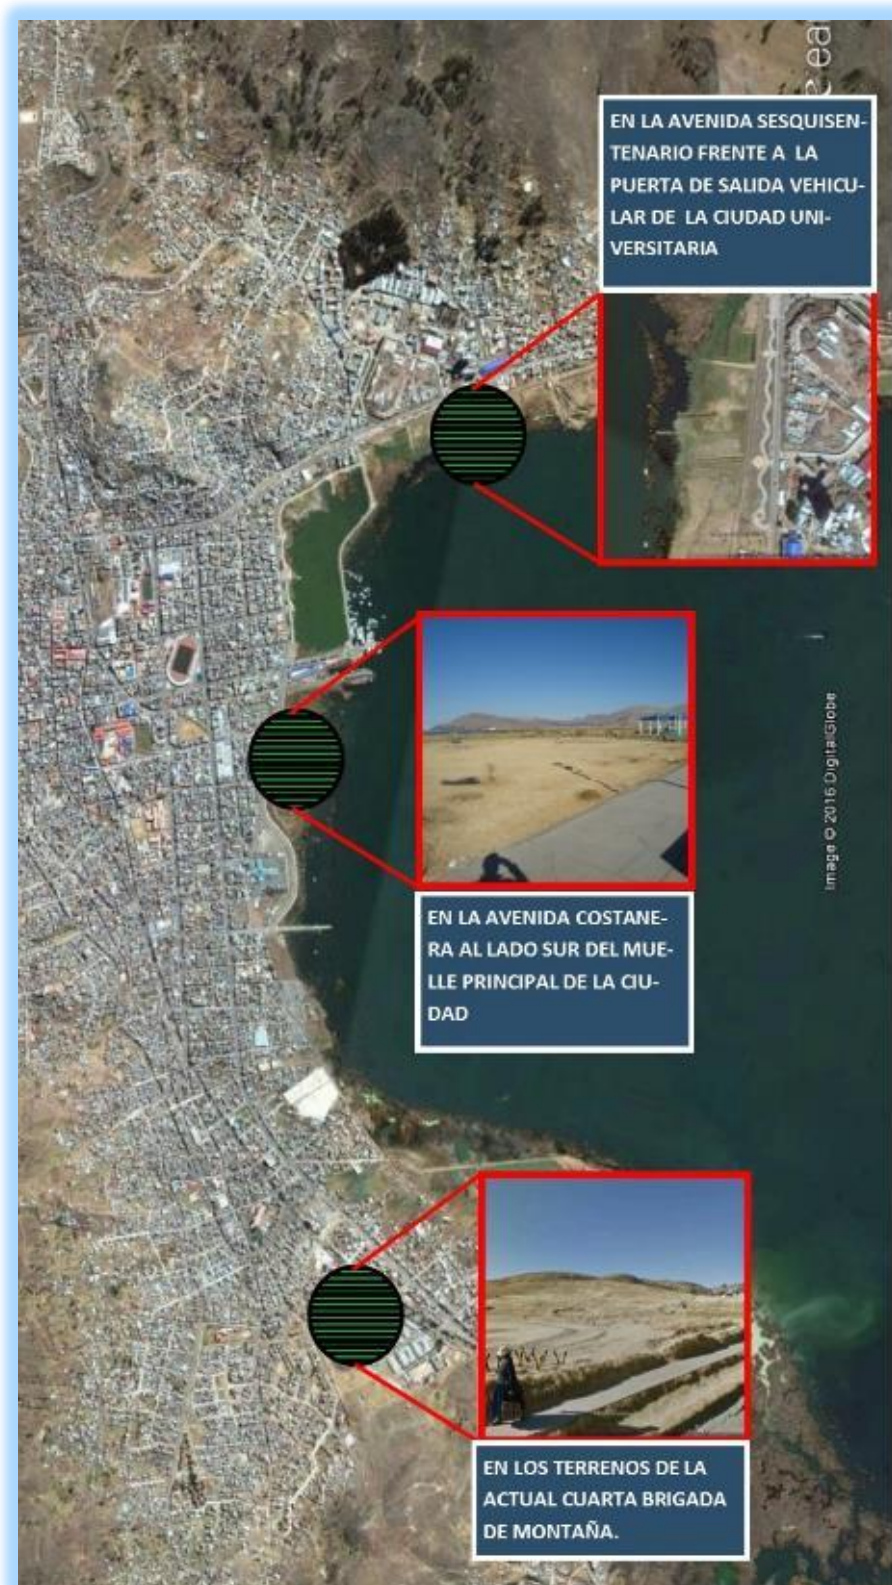 ear
EN LA AVENIDA SESQUISEN-
TENARIO FRENTE A  LA
PUERTA DE SALIDA VEHICU-
LAR DE  LA CIUDAD UNI-
VERSITARIA
Image © 2016 DigitalGlobe
EN LA AVENIDA COSTANE-
RA AL LADO SUR DEL MUE-
LLE PRINCIPAL DE LA CIU-
DAD
EN LOS TERRENOS DE LA
ACTUAL CUARTA BRIGADA
DE MONTAÑA.